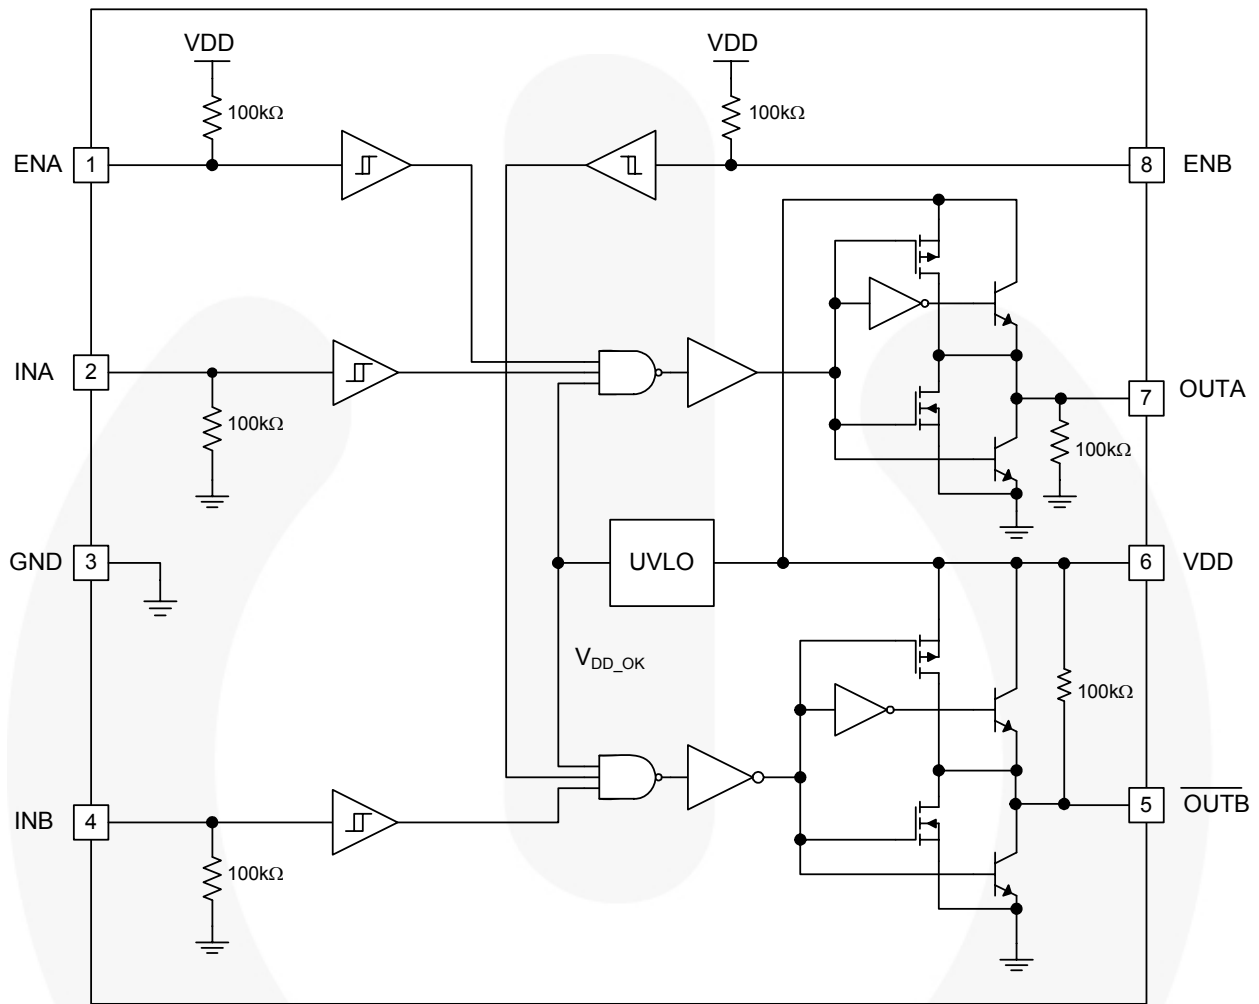 VDD
VDD
100kΩ
100kΩ
ENA
1
8
ENB
INA
2
7
OUTA
100kΩ
100kΩ
GND
3
UVLO
6
VDD
V_DD_OK
100kΩ
INB
4
5
OUTB
100kΩ